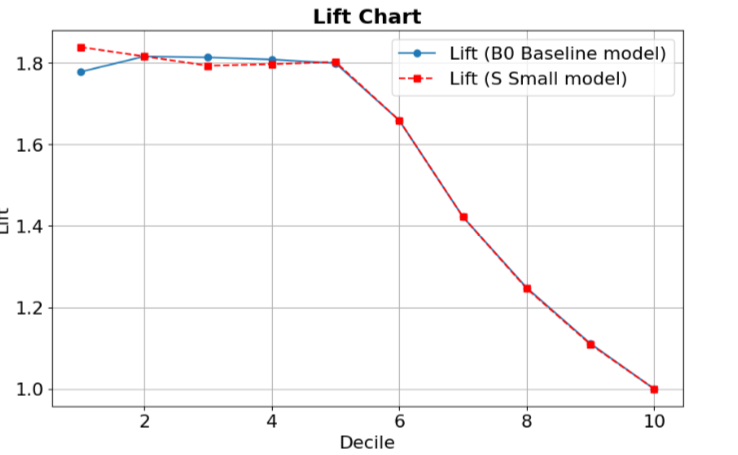 Lift Chart
Lift (B0 Baseline model)
Lift (S Small model)
1.8
1.6
1.4
1.2
1.0
Lift
2 4 6 8 10
Decile